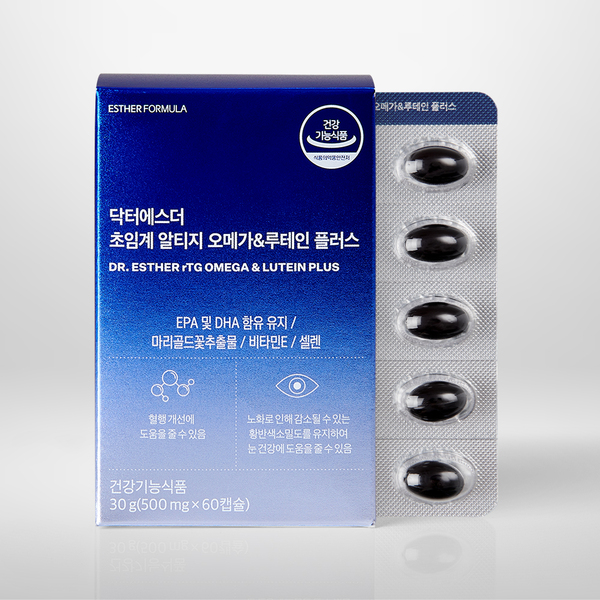 ESTHER FORMULA
건강
기능식품
식품의약품안전처
오메가&루테인 플러스
닥터에스더
초임계 알티지 오메가&루테인 플러스
DR. ESTHER rTG OMEGA & LUTEIN PLUS
EPA 및 DHA 함유 유지 /
마리골드꽃추출물 / 비타민E / 셀렌
혈행 개선에
도움을 줄 수 있음
노화로 인해 감소될 수 있는
황반색소밀도를 유지하여
눈 건강에 도움을 줄 수 있음
건강기능식품
30 g(500 mg × 60캡슐)